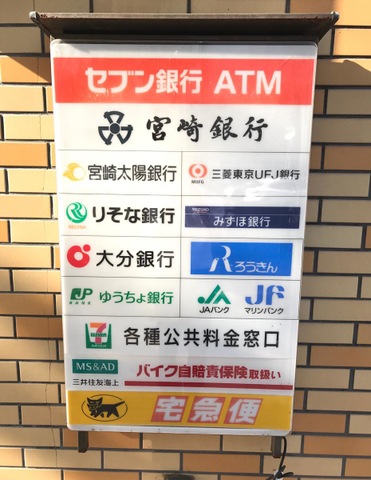 セブン銀行 ATM
宮崎銀行
宮崎太陽銀行
MUFG
三菱東京UFJ銀行
RESONA
りそな銀行
MIZUHO
みずほ銀行
大分銀行
ろうきん
JP
BANK
ゆうちょ銀行
JA
JAバンク
JF
マリンバンク
7
ELEVEN
各種公共料金窓口
MS&AD
三井住友海上
バイク自賠責保険取扱い
宅急便